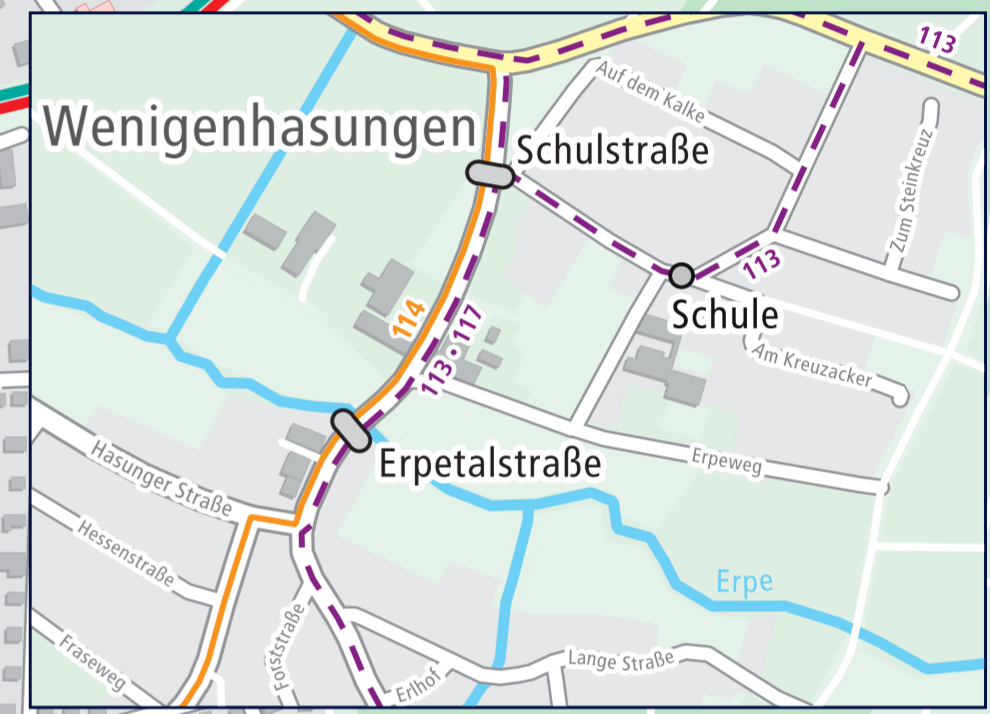 113
Auf dem Kalke
Wenigenhasungen
Schulstraße
Zum Steinkreuz
113
Schule
114
113 • 117
Am Kreuzacker
Erpetalstraße
Erpeweg
Hasunger Straße
Hessenstraße
Erpe
Forststraße
Fraseweg
Erlhof
Lange Straße